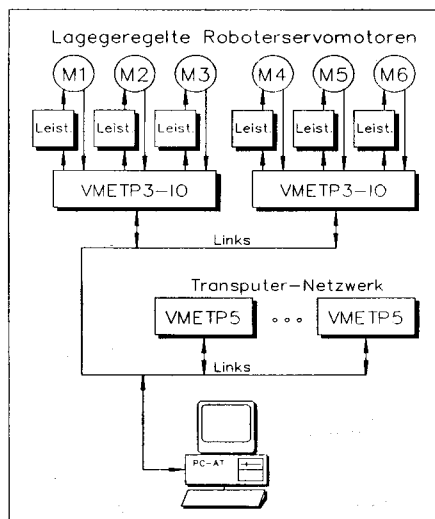 Lagegeregelte Roboterservomotoren
M1 M2 M3 M4 M5 M6
Leist. Leist. Leist. Leist. Leist. Leist.
VMETP3-IO VMETP3-IO
Links
Transputer-Netzwerk
VMETP5 VMETP5
Links
PC-AT